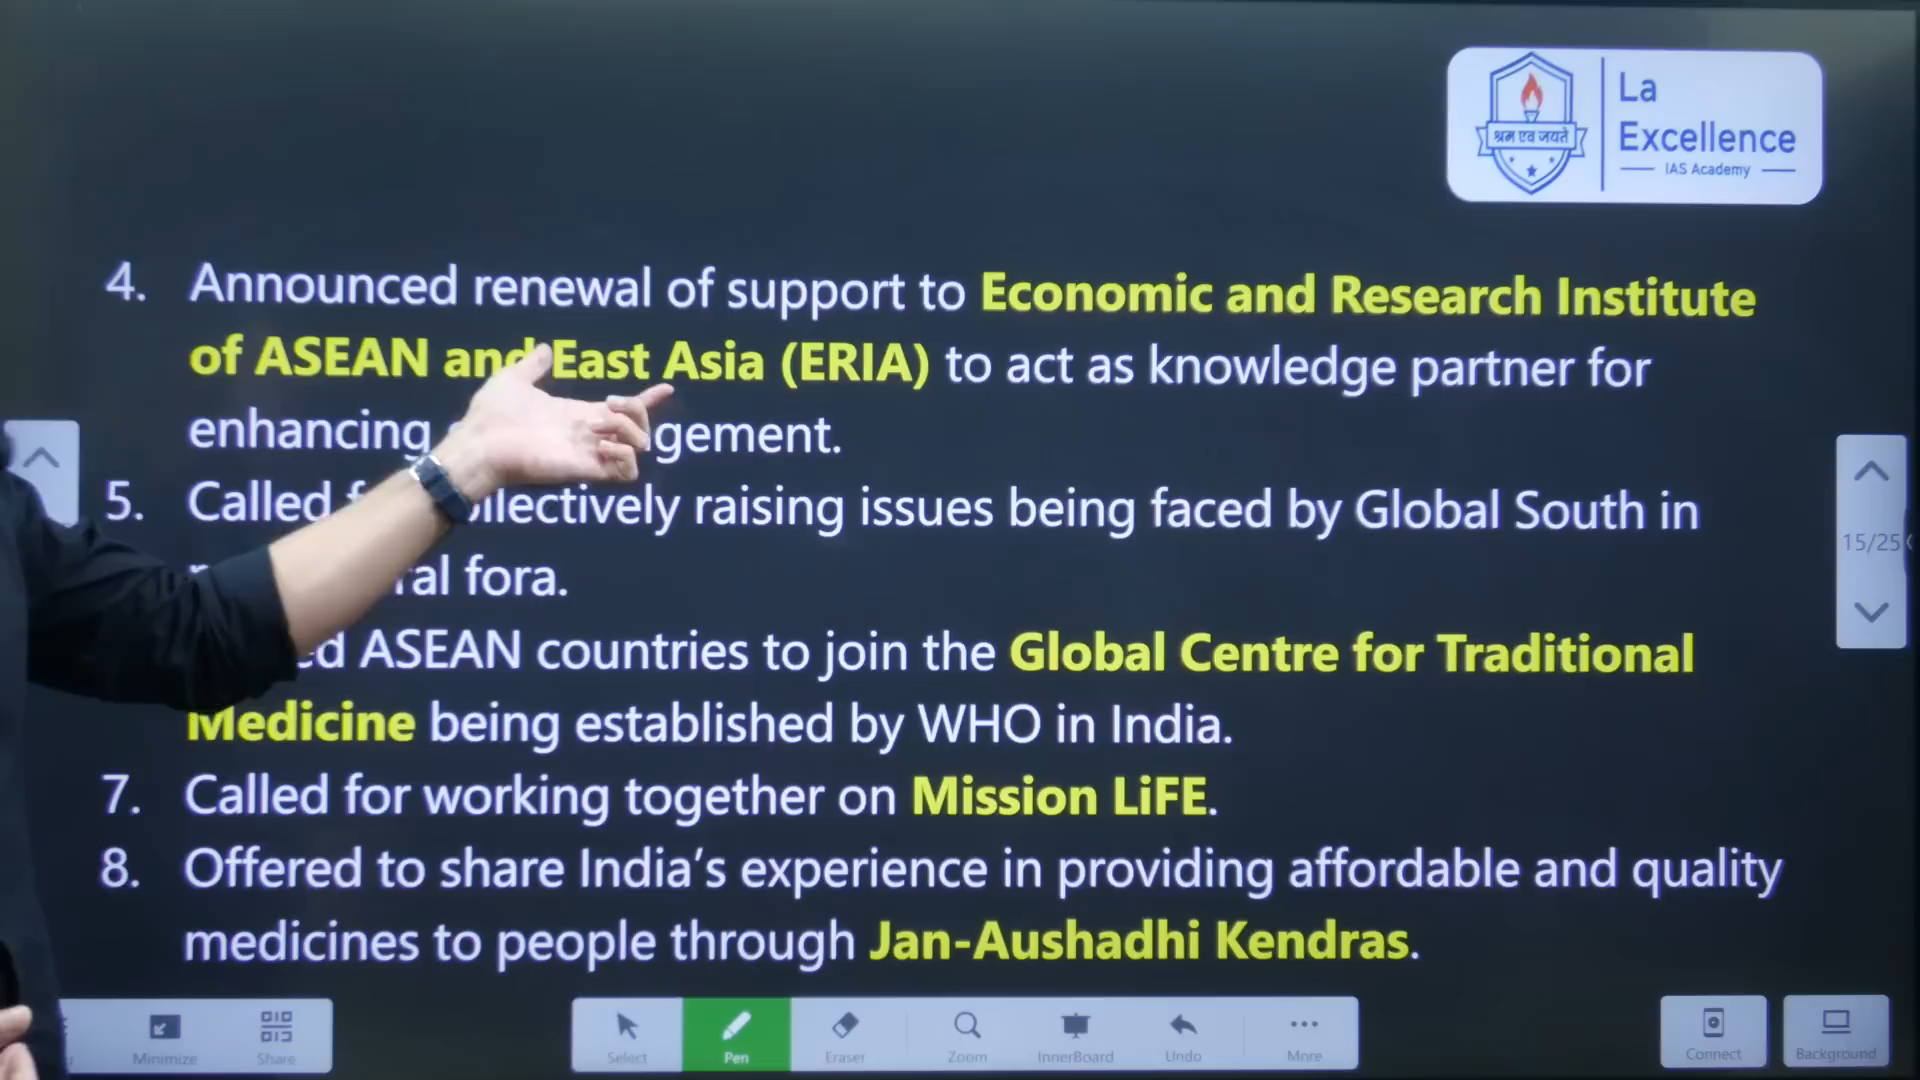 श्रम एव जयते
La
Excellence
IAS Academy
4. Announced renewal of support to Economic and Research Institute
of ASEAN and East Asia (ERIA) to act as knowledge partner for
enhancing
5. Called collectively raising issues being faced by Global South in
fora.
ASEAN countries to join the Global Centre for Traditional
Medicine being established by WHO in India.
7. Called for working together on Mission LiFE.
8. Offered to share India's experience in providing affordable and quality
medicines to people through Jan-Aushadhi Kendras.
15/25
Minimize Share Select Pen Eraser Zoom InnerBoard Undo More Connect Background